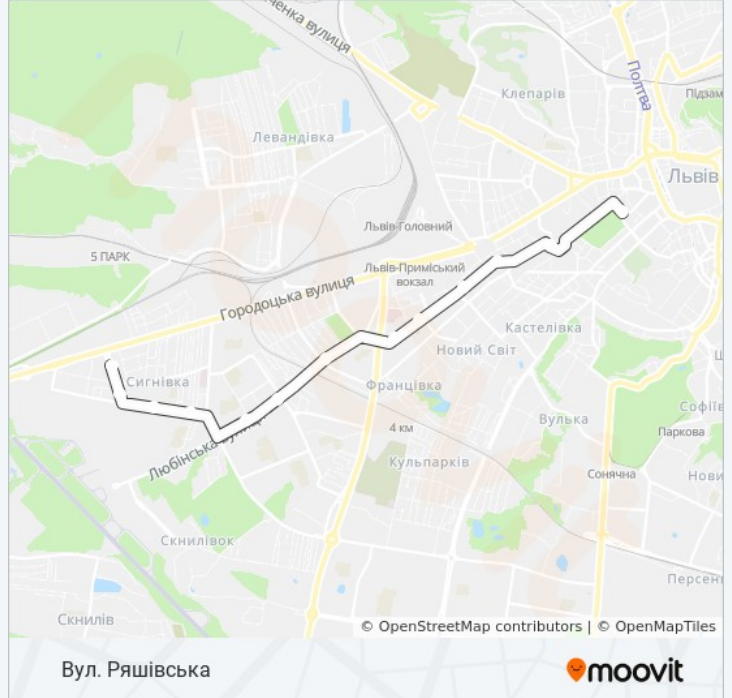 ченка вулиця
Полтва
Клепарів
Підзам
Левандівка
Львів
Львів-Головний
5 ПАРК
Львів-Приміський
вокзал
Городоцька вулиця
Кастелівка
Новий Світ
Сигнівка
Францівка
Софіїв
4 км
Вулька
Паркова
Любінська вулиця
Кульпарків
Сонячна
Нови
Скнилівок
Персен
Скнилів
© OpenStreetMap contributors | © OpenMapTiles
Вул. Ряшівська
moovit